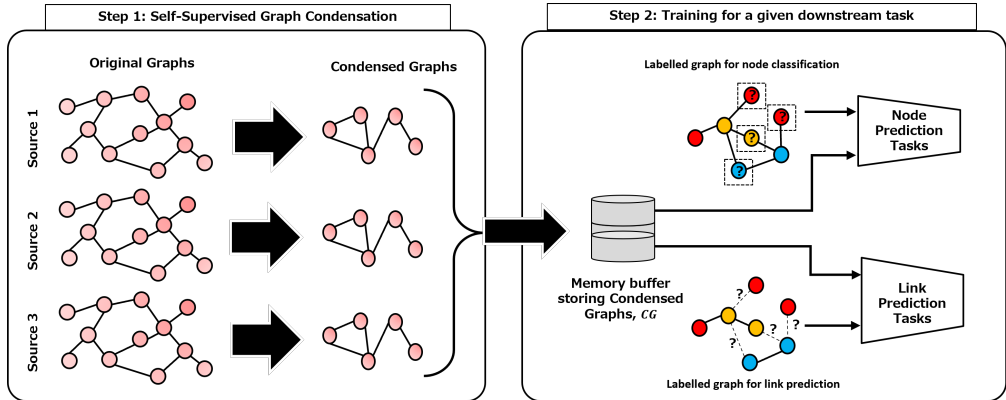 Step 1: Self-Supervised Graph Condensation
Original Graphs
Condensed Graphs
Source 1
Source 2
Source 3
Step 2: Training for a given downstream task
Labelled graph for node classification
?
?
?
?
Node
Prediction
Tasks
Memory buffer
storing Condensed
Graphs, CG
Link
Prediction
Tasks
?
?
?
?
Labelled graph for link prediction